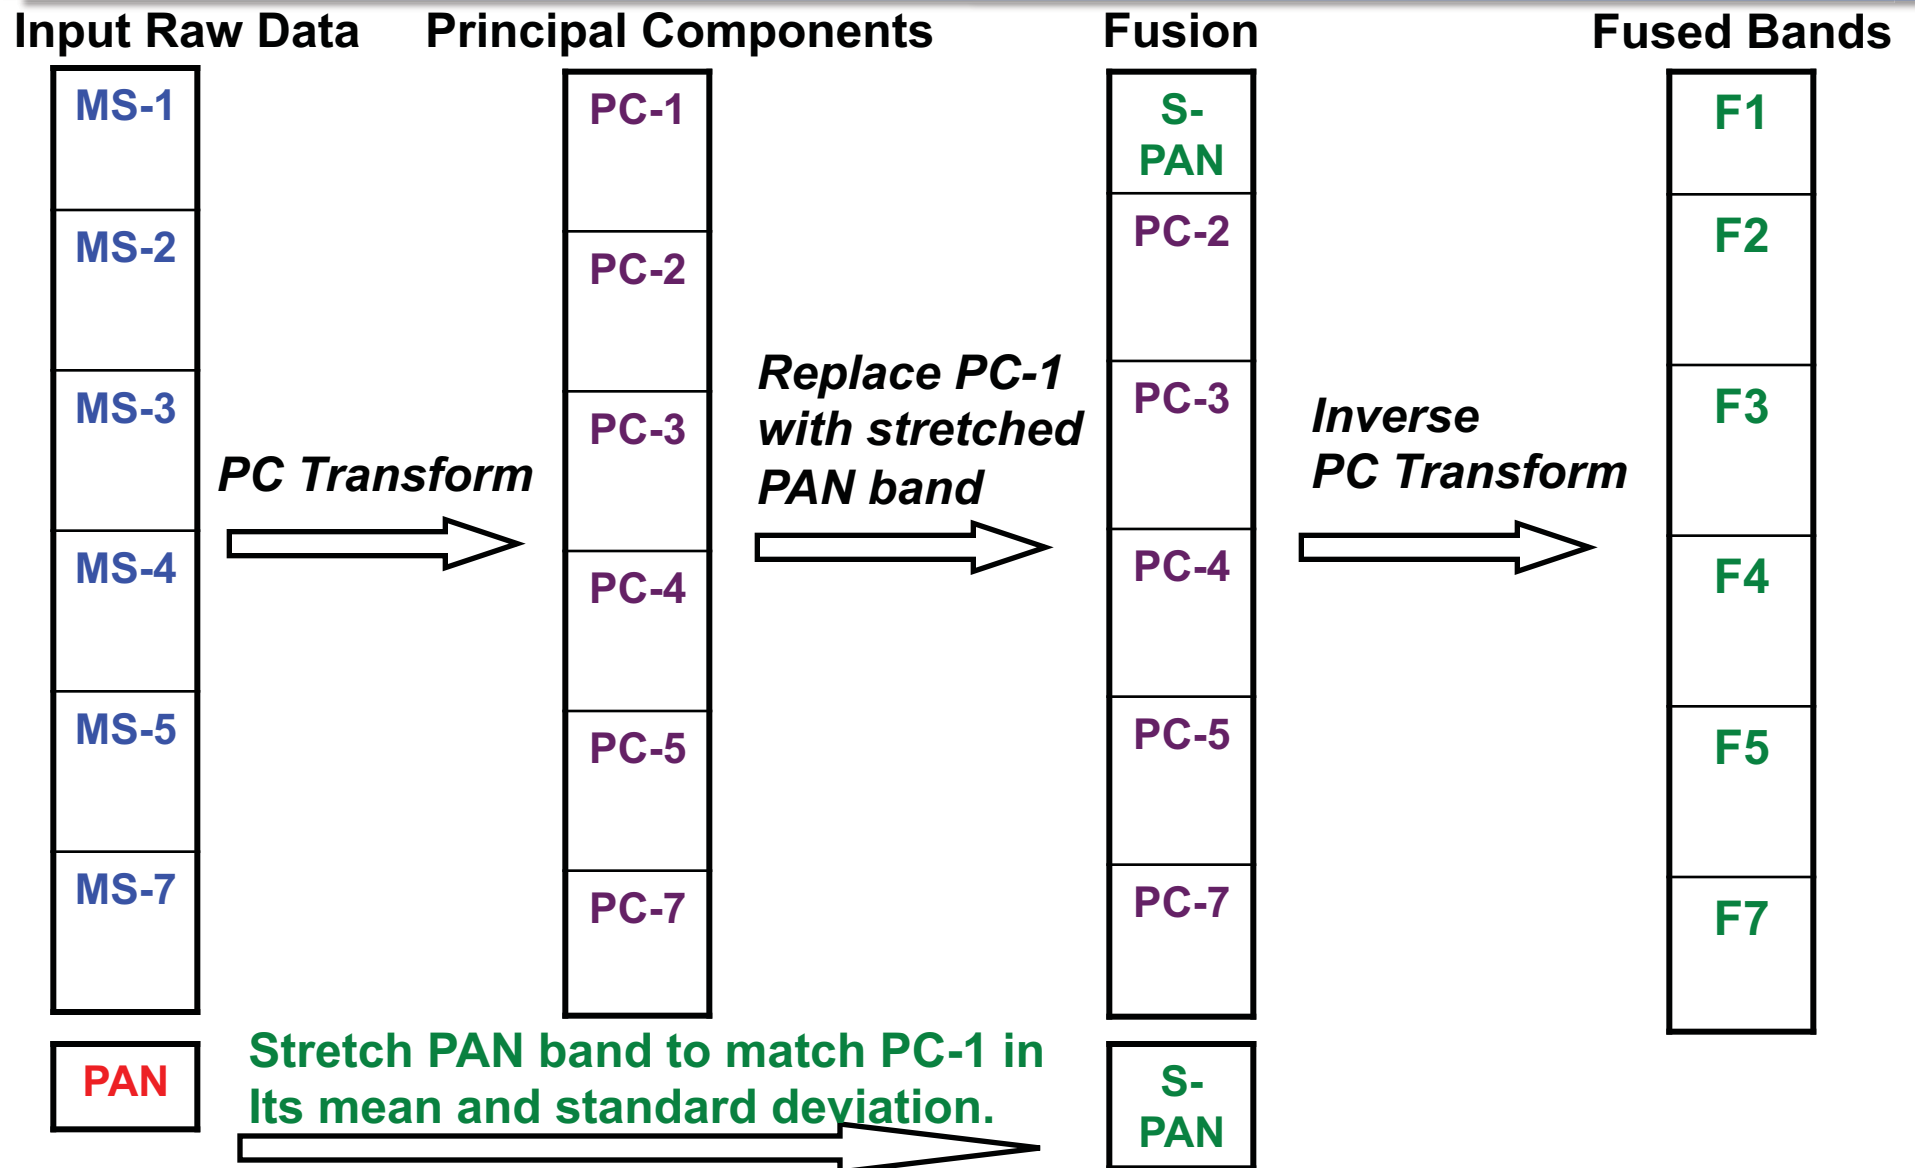 Input Raw Data
Principal Components
Fusion
Fused Bands
MS-1
MS-2
MS-3
MS-4
MS-5
MS-7
PAN
PC Transform
PC-1
PC-2
PC-3
PC-4
PC-5
PC-7
Replace PC-1
with stretched
PAN band
S-
PAN
PC-2
PC-3
PC-4
PC-5
PC-7
Inverse
PC Transform
F1
F2
F3
F4
F5
F7
Stretch PAN band to match PC-1 in
Its mean and standard deviation.
S-
PAN